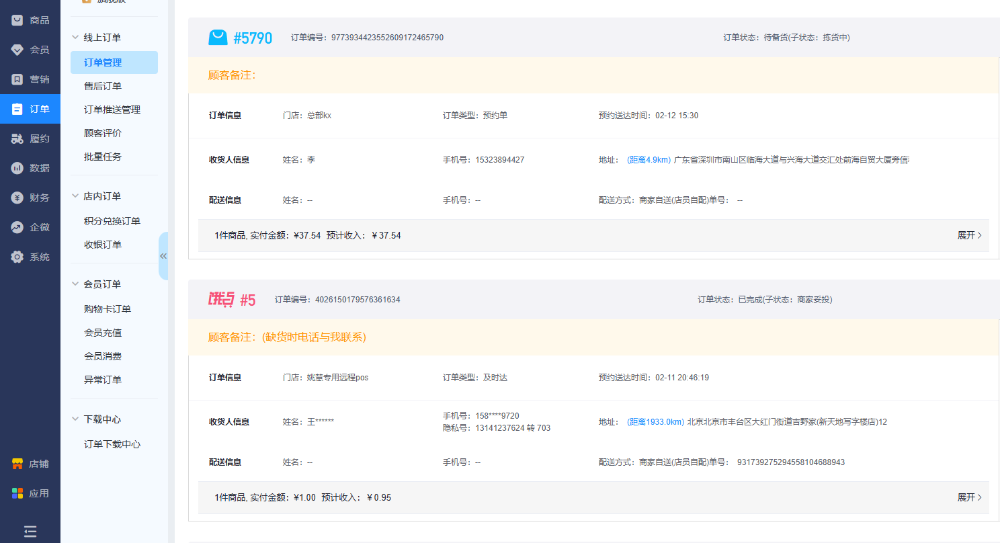 商品
会员
营销
订单
履约
数据
财务
企微
系统
店铺
应用
线上订单
订单管理
售后订单
订单推送管理
顾客评价
批量任务
店内订单
积分兑换订单
收银订单
会员订单
购物卡订单
会员充值
会员消费
异常订单
下载中心
订单下载中心
#5790 订单编号：9773934423552609172465790 订单状态：待备货(子状态：拣货中)
顾客备注：
订单信息 门店：总部kx 订单类型：预约单 预约送达时间：02-12 15:30
收货人信息 姓名：李 手机号：15323894427 地址： (距离4.9km) 广东省深圳市南山区临海大道与兴海大道交汇处前海自贸大厦旁信
配送信息 姓名：-- 手机号：-- 配送方式：商家自送(店员自配)单号： --
1件商品, 实付金额：¥37.54 预计收入：￥37.54 展开
饿马 #5 订单编号：4026150179576361634 订单状态：已完成(子状态：商家妥投)
顾客备注：(缺货时电话与我联系)
订单信息 门店：姚慧专用远程pos 订单类型：及时达 预约送达时间：02-11 20:46:19
收货人信息 姓名：王****** 手机号：158****9720 地址： (距离1933.0km) 北京北京市丰台区大红门街道吉野家(新天地写字楼店)12
隐私号：13141237624 转 703
配送信息 姓名：-- 手机号：-- 配送方式：商家自送(店员自配)单号： 931739275294558104688943
1件商品, 实付金额：¥1.00 预计收入：￥0.95 展开